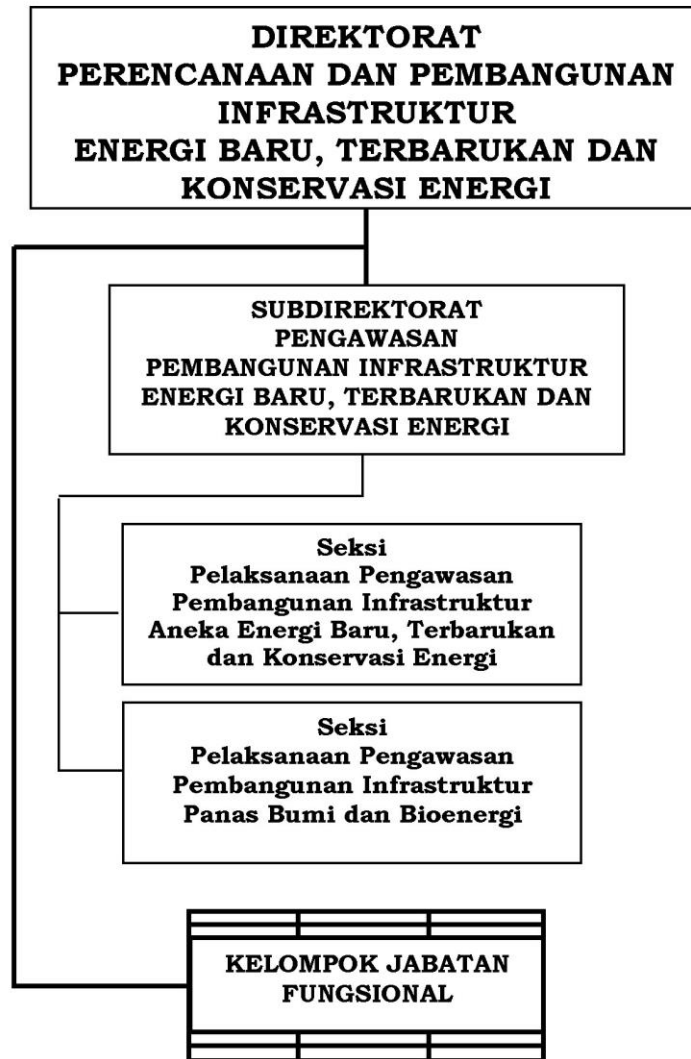 DIREKTORAT
PERENCANAAN DAN PEMBANGUNAN
INFRASTRUKTUR
ENERGI BARU, TERBARUKAN DAN
KONSERVASI ENERGI
SUBDIREKTORAT
PENGAWASAN
PEMBANGUNAN INFRASTRUKTUR
ENERGI BARU, TERBARUKAN DAN
KONSERVASI ENERGI
Seksi
Pelaksanaan Pengawasan
Pembangunan Infrastruktur
Aneka Energi Baru, Terbarukan
dan Konservasi Energi
Seksi
Pelaksanaan Pengawasan
Pembangunan Infrastruktur
Panas Bumi dan Bioenergi
KELOMPOK JABATAN
FUNGSIONAL